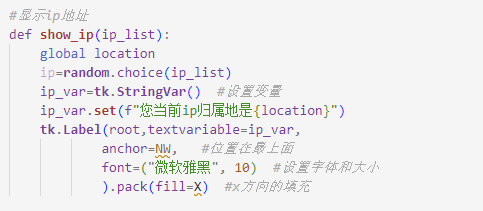 #显示ip地址
def show_ip(ip_list):
    global location
    ip=random.choice(ip_list)
    ip_var=tk.StringVar()  #设置变量
    ip_var.set(f"您当前ip归属地是{location}")
    tk.Label(root,textvariable=ip_var,
            anchor=NW,   #位置在最上面
            font=("微软雅黑", 10)  #设置字体和大小
            ).pack(fill=X)  #x方向的填充